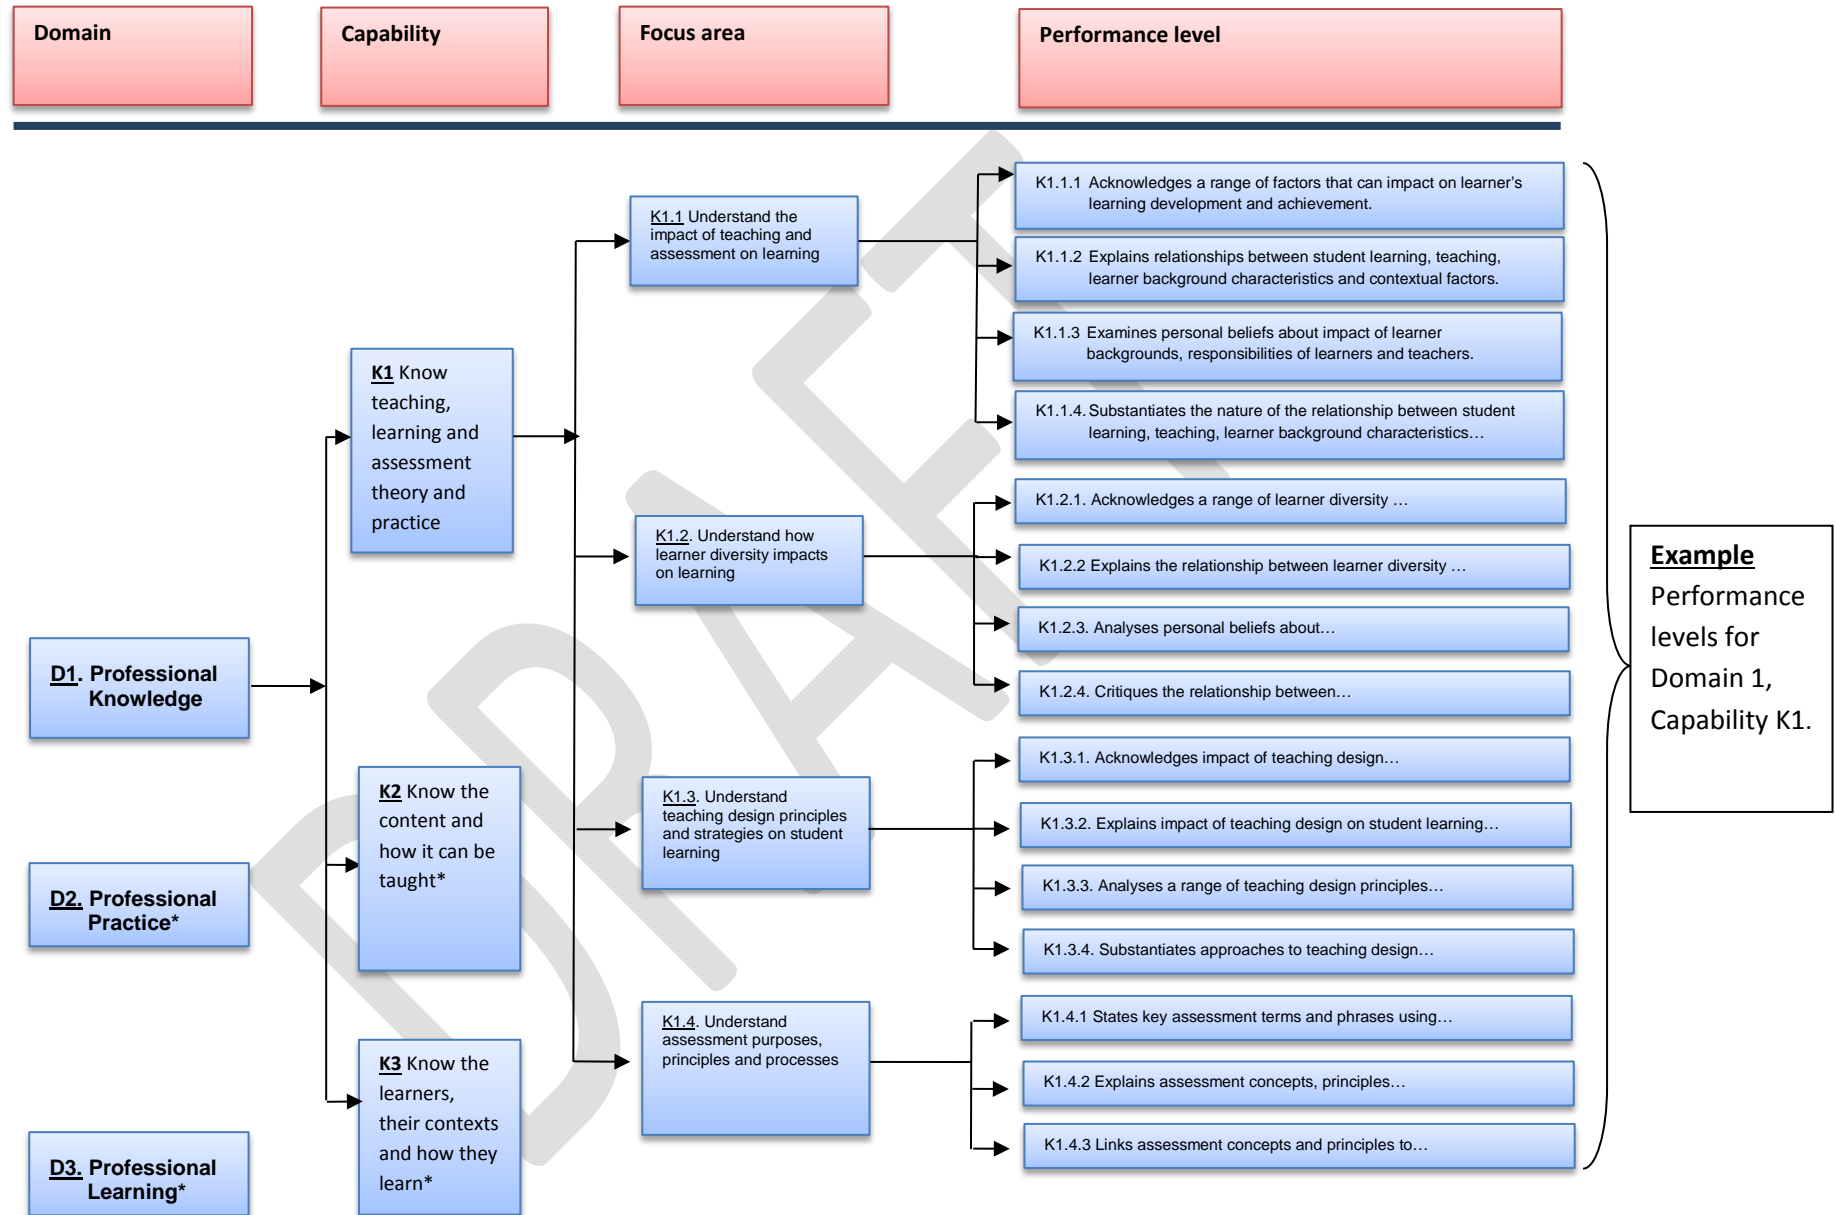 Domain
Capability
Focus area
Performance level
D1. Professional
Knowledge
D2. Professional
Practice*
D3. Professional
Learning*
K1 Know
teaching,
learning and
assessment
theory and
practice
K2 Know the
content and
how it can be
taught*
K3 Know the
learners,
their contexts
and how they
learn*
K1.1 Understand the
impact of teaching and
assessment on learning
K1.2. Understand how
learner diversity impacts
on learning
K1.3. Understand
teaching design principles
and strategies on student
learning
K1.4. Understand
assessment purposes,
principles and processes
K1.1.1 Acknowledges a range of factors that can impact on learner’s
learning development and achievement.
K1.1.2 Explains relationships between student learning, teaching,
learner background characteristics and contextual factors.
K1.1.3 Examines personal beliefs about impact of learner
backgrounds, responsibilities of learners and teachers.
K1.1.4. Substantiates the nature of the relationship between student
learning, teaching, learner background characteristics…
K1.2.1. Acknowledges a range of learner diversity …
K1.2.2 Explains the relationship between learner diversity …
K1.2.3. Analyses personal beliefs about…
K1.2.4. Critiques the relationship between…
K1.3.1. Acknowledges impact of teaching design…
K1.3.2. Explains impact of teaching design on student learning…
K1.3.3. Analyses a range of teaching design principles…
K1.3.4. Substantiates approaches to teaching design…
K1.4.1 States key assessment terms and phrases using…
K1.4.2 Explains assessment concepts, principles…
K1.4.3 Links assessment concepts and principles to…
Example
Performance
levels for
Domain 1,
Capability K1.
DRAFT